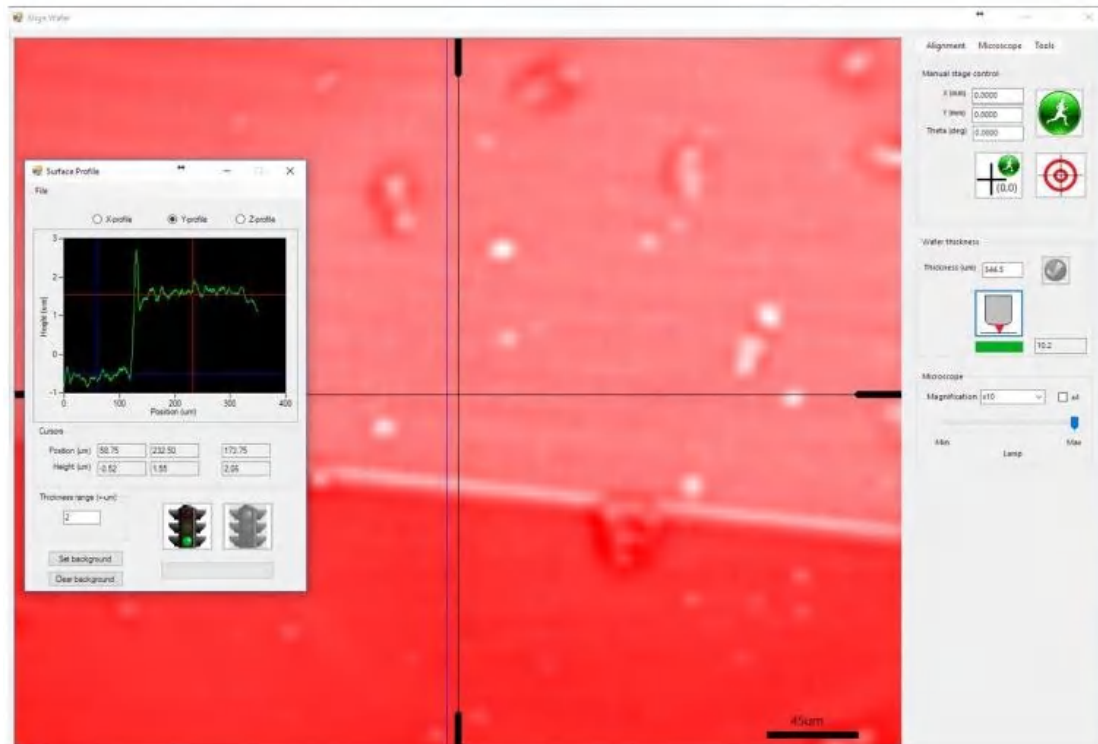 Align Wafer
Alignment Microscope Tools
Manual stage control
X (mm) 0.0000
Y (mm) 0.0000
Theta (deg) 0.0000
(0,0)
Wafer thickness
Thickness (um) 344.5
10.2
Microscope
Magnification x10 all
Min Max
Lamp
Surface Profile
File
X-profile Y-profile Z-profile
3
2
1
0
-1
Height (um)
0 100 200 300 400
Position (um)
Cursors
Position (um) 58.75 232.50 173.75
Height (um) -0.52 1.55 2.06
Thickness range (+-um)
2
Set background
Clear background
45um